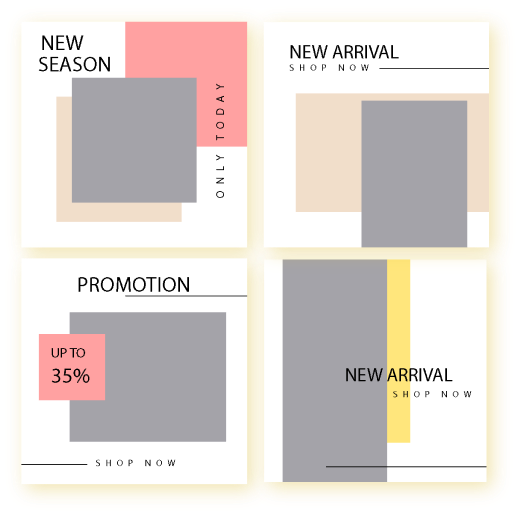 NEW
SEASON
ONLY TODAY
NEW ARRIVAL
SHOP NOW
PROMOTION
UP TO
35%
SHOP NOW
NEW ARRIVAL
SHOP NOW